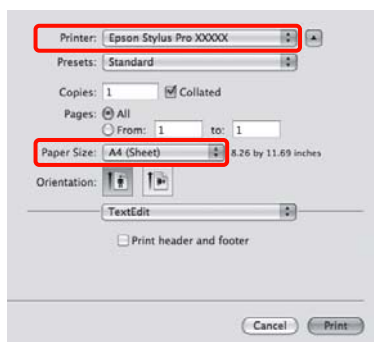 Printer: Epson Stylus Pro XXXXX
Presets: Standard
Copies: 1 Collated
Pages: All
From: 1 to: 1
Paper Size: A4 (Sheet) 8.26 by 11.69 inches
Orientation:
TextEdit
Print header and footer
Cancel Print